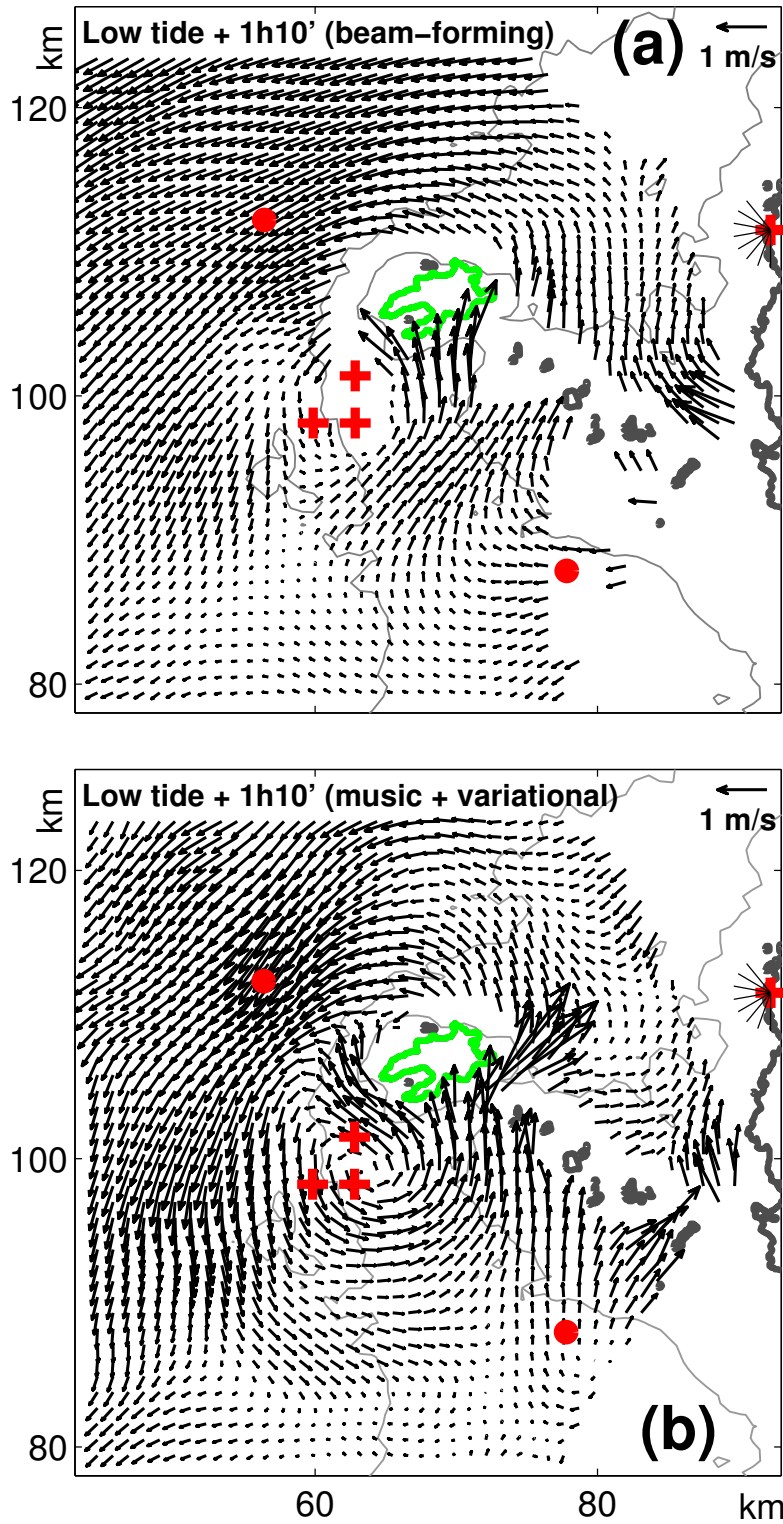 Low tide + 1h10’ (beam−forming)
(a)
1 m/s
km
120
100
80
Low tide + 1h10’ (music + variational)
1 m/s
km
120
100
80
(b)
60
80
km